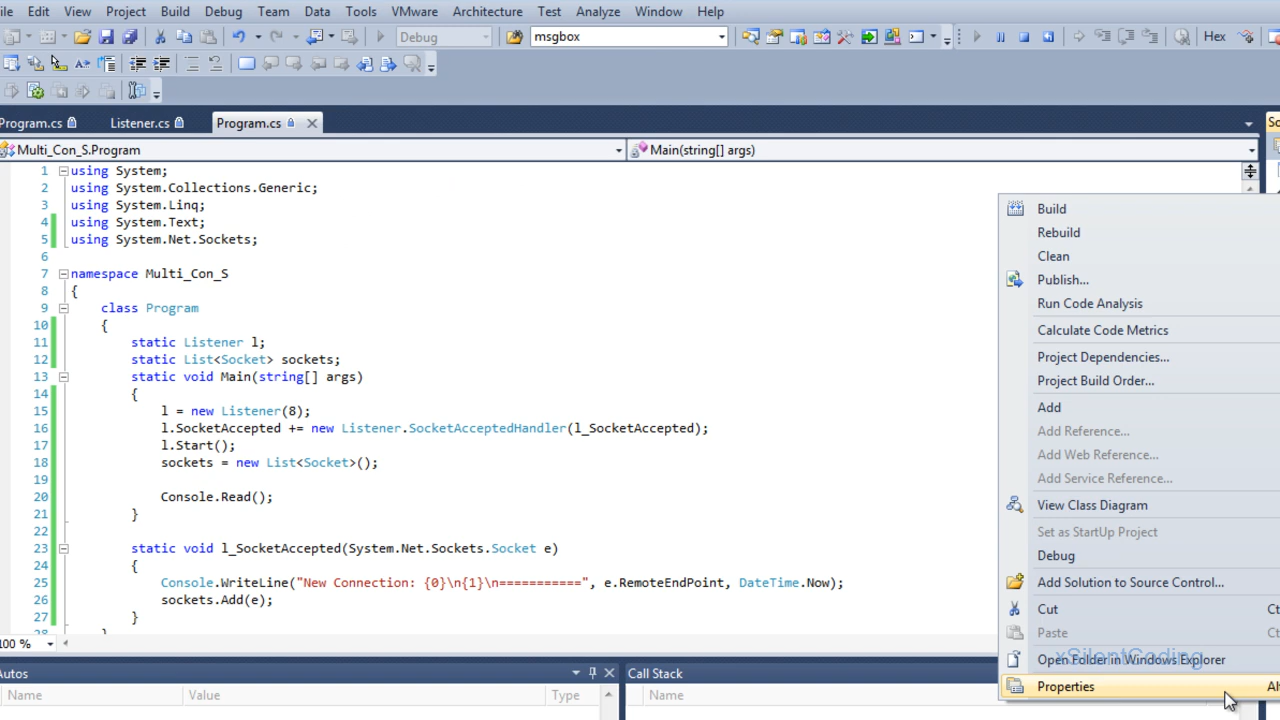 ile Edit View Project Build Debug Team Data Tools VMware Architecture Test Analyze Window Help
Debug msgbox Hex
Program.cs Listener.cs Program.cs
Multi_Con_S.Program Main(string[] args)
So
1 using System;
2 using System.Collections.Generic;
3 using System.Linq;
4 using System.Text;
5 using System.Net.Sockets;
6
7 namespace Multi_Con_S
8 {
9 class Program
10 {
11 static Listener l;
12 static List<Socket> sockets;
13 static void Main(string[] args)
14 {
15 l = new Listener(8);
16 l.SocketAccepted += new Listener.SocketAcceptedHandler(l_SocketAccepted);
17 l.Start();
18 sockets = new List<Socket>();
19
20 Console.Read();
21 }
22
23 static void l_SocketAccepted(System.Net.Sockets.Socket e)
24 {
25 Console.WriteLine("New Connection: {0}\n{1}\n===========", e.RemoteEndPoint, DateTime.Now);
26 sockets.Add(e);
27 }
28 }
100 %
Build
Rebuild
Clean
Publish...
Run Code Analysis
Calculate Code Metrics
Project Dependencies...
Project Build Order...
Add
Add Reference...
Add Web Reference...
Add Service Reference...
View Class Diagram
Set as StartUp Project
Debug
Add Solution to Source Control...
Cut Ct
Paste Ct
Open Folder in Windows Explorer
Properties Alt
xSilentCoding
Autos Call Stack
Name Value Type Name